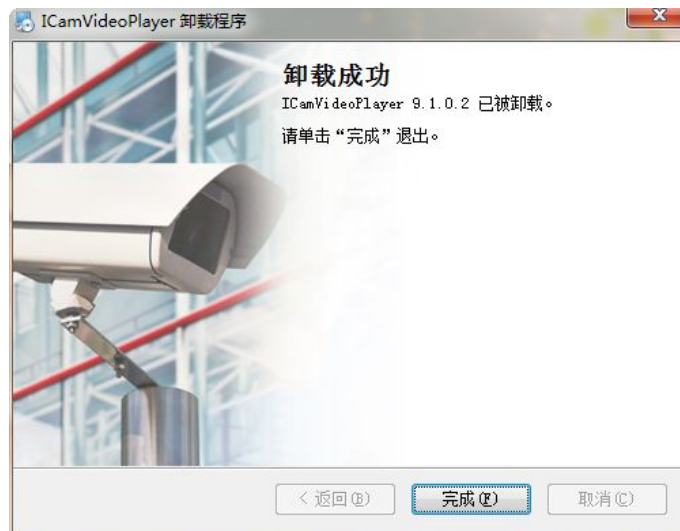 ICamVideoPlayer 卸载程序
卸载成功
ICamVideoPlayer 9.1.0.2 已被卸载。
请单击“完成”退出。
< 返回(B)
完成(F)
取消(C)